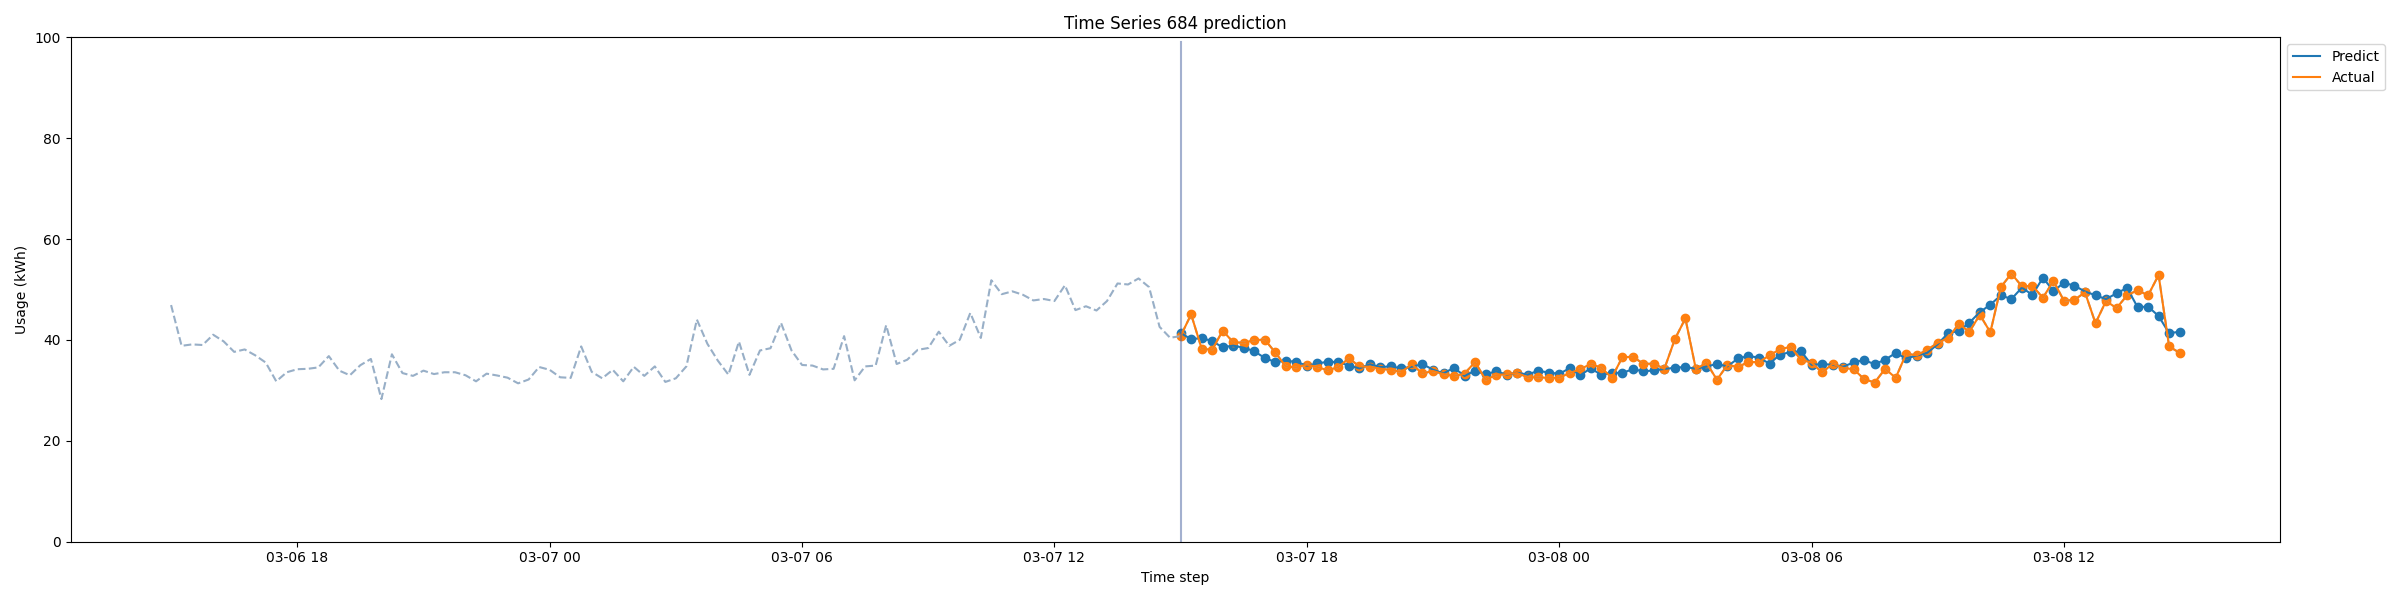 Time Series 684 prediction
100
80
60
40
20
0
Usage (kWh)
03-06 18
03-07 00
03-07 06
03-07 12
03-07 18
03-08 00
03-08 06
03-08 12
Time step
Predict
Actual